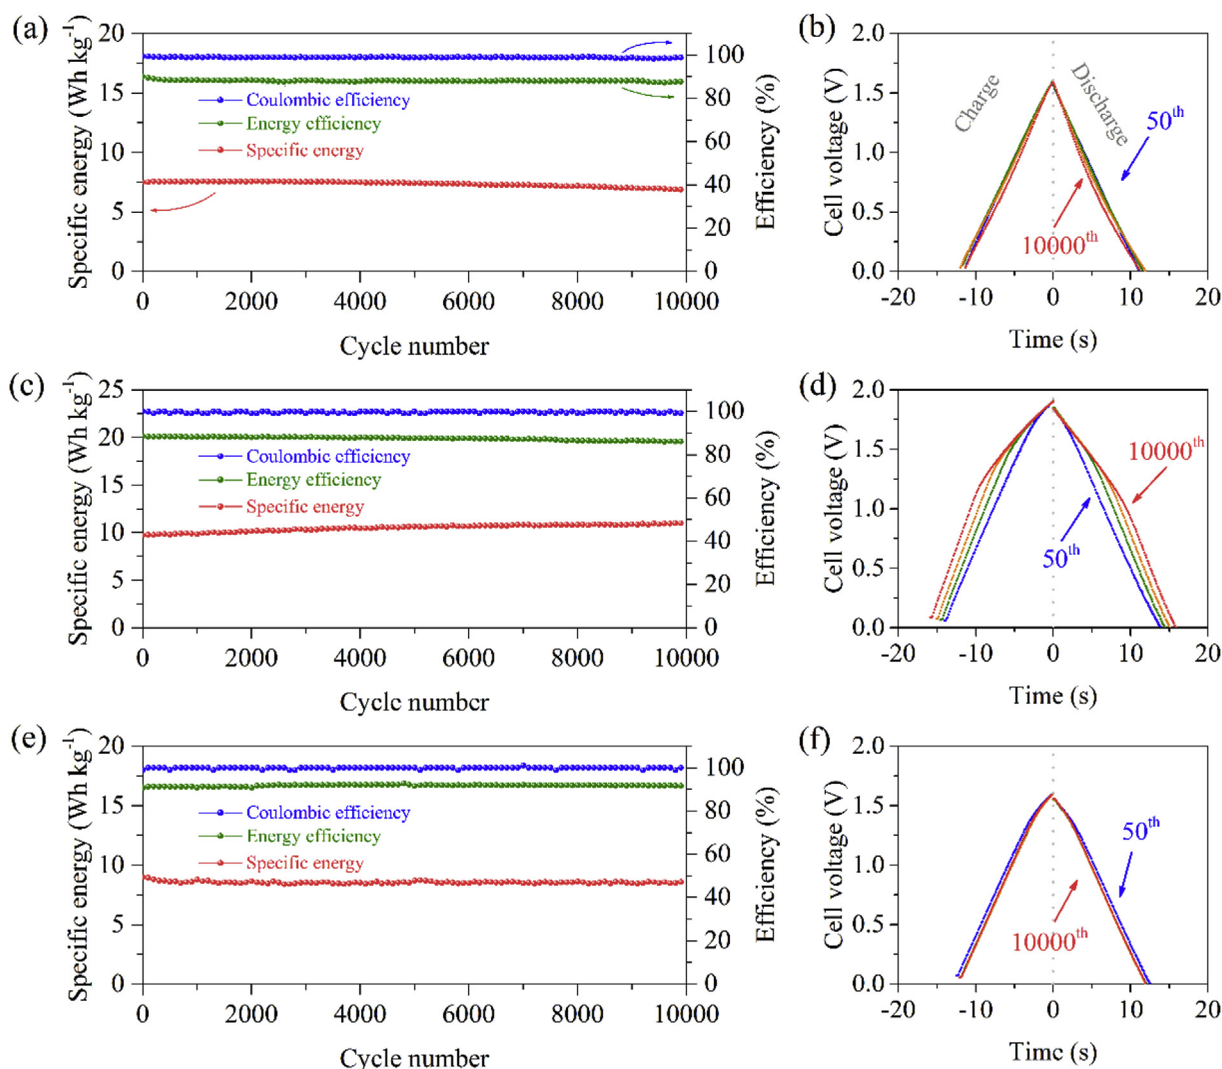 (a)
Specific energy (Wh kg⁻¹)
20
15
10
5
0
Coulombic efficiency
Energy efficiency
Specific energy
100
80
60
40
20
0
Efficiency (%)
0 2000 4000 6000 8000 10000
Cycle number
(b)
Cell voltage (V)
2.0
1.5
1.0
0.5
0.0
Charge
Discharge
50th
10000th
-20 -10 0 10 20
Time (s)
(c)
Specific energy (Wh kg⁻¹)
25
20
15
10
5
0
Coulombic efficiency
Energy efficiency
Specific energy
100
80
60
40
20
0
Efficiency (%)
0 2000 4000 6000 8000 10000
Cycle number
(d)
Cell voltage (V)
2.0
1.5
1.0
0.5
0.0
10000th
50th
-20 -10 0 10 20
Time (s)
(e)
Specific energy (Wh kg⁻¹)
20
15
10
5
0
Coulombic efficiency
Energy efficiency
Specific energy
100
80
60
40
20
0
Efficiency (%)
0 2000 4000 6000 8000 10000
Cycle number
(f)
Cell voltage (V)
2.0
1.5
1.0
0.5
0.0
50th
10000th
-20 -10 0 10 20
Time (s)